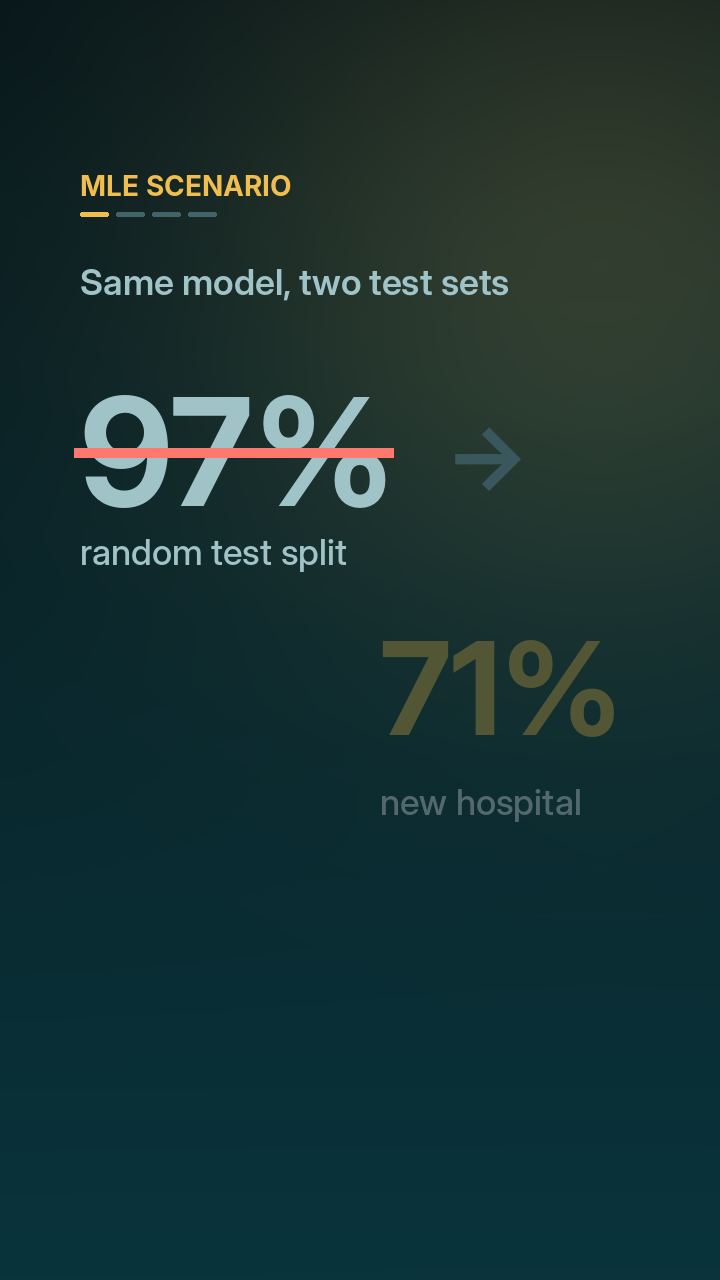 MLE SCENARIO
Same model, two test sets
97% →
random test split
71%
new hospital